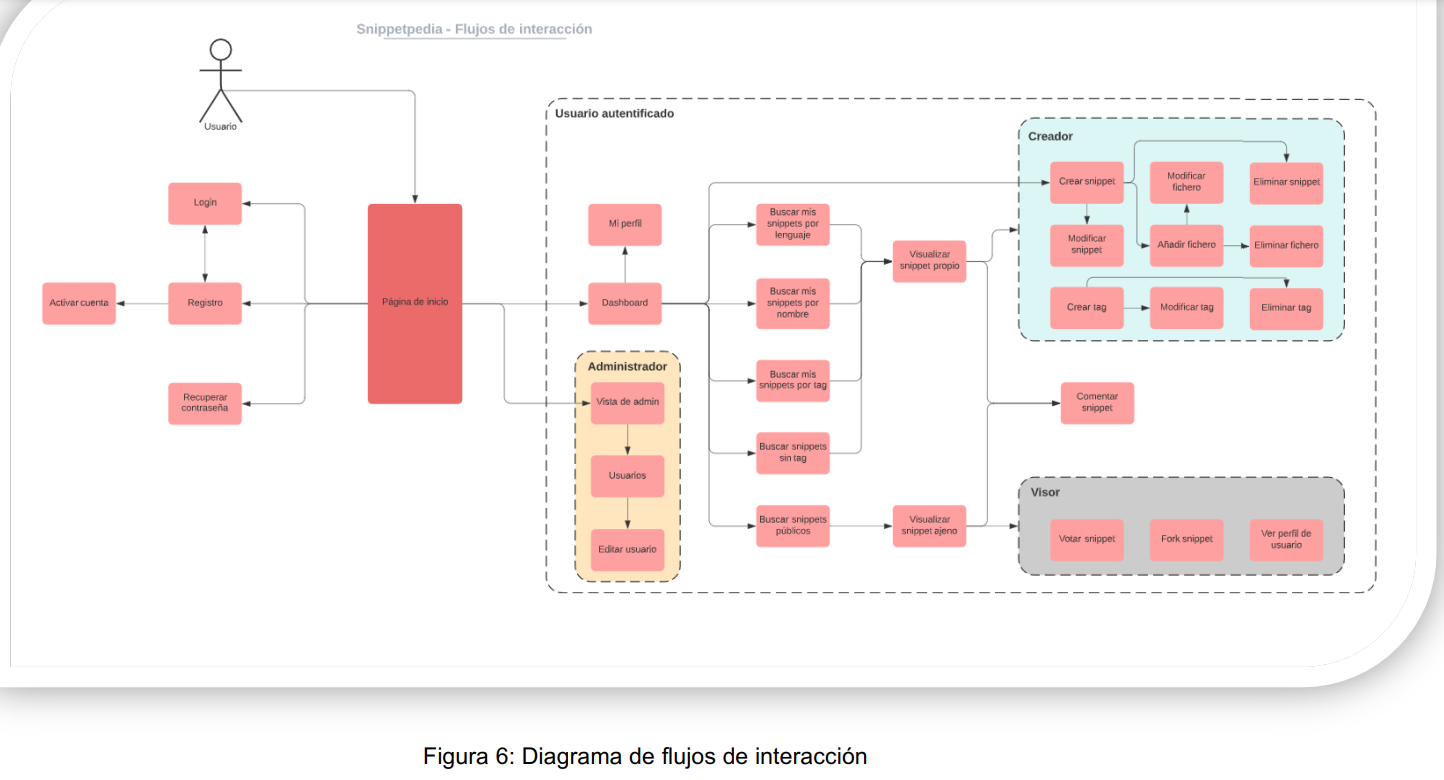 Snippetpedia - Flujos de interacción
Usuario
Login
Registro
Activar cuenta
Recuperar
contraseña
Página de inicio
Usuario autentificado
Mi perfil
Dashboard
Administrador
Vista de admin
Usuarios
Editar usuario
Buscar mis
snippets por
lenguaje
Buscar mis
snippets por
nombre
Buscar mis
snippets por tag
Buscar snippets
sin tag
Buscar snippets
públicos
Visualizar
snippet propio
Visualizar
snippet ajeno
Creador
Crear snippet
Modificar
fichero
Eliminar snippet
Modificar
snippet
Añadir fichero
Eliminar fichero
Crear tag
Modificar tag
Eliminar tag
Comentar
snippet
Visor
Votar snippet
Fork snippet
Ver perfil de
usuario
Figura 6: Diagrama de flujos de interacción